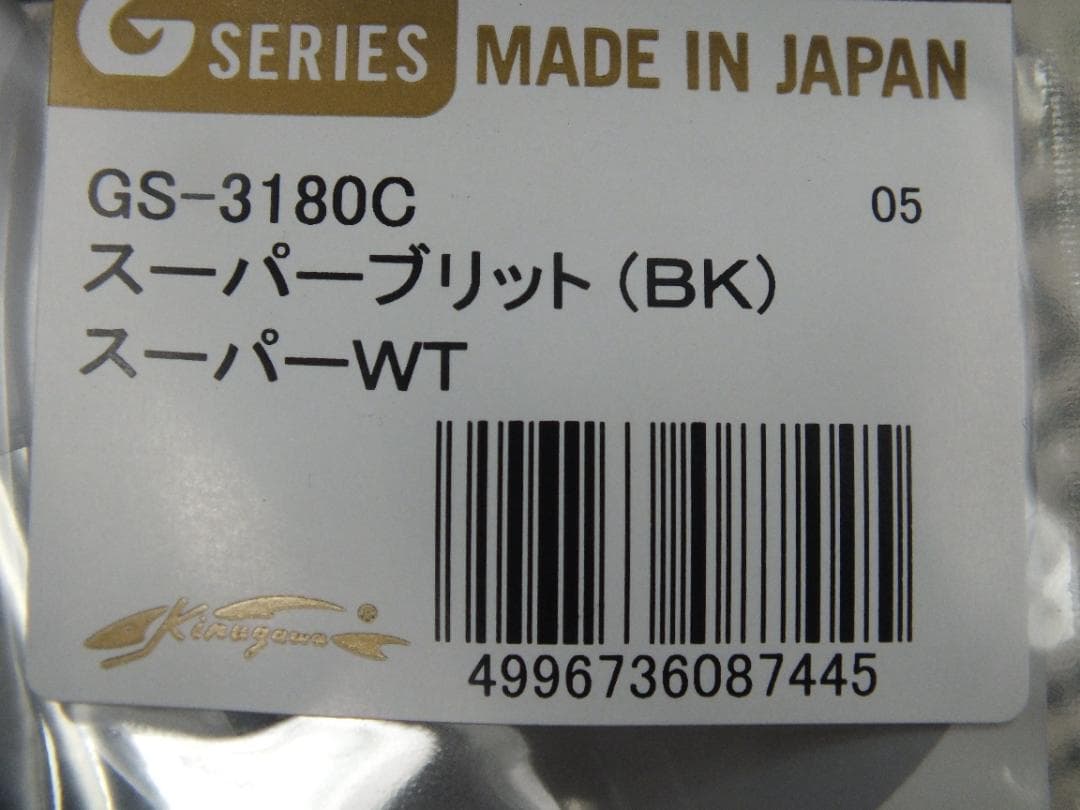 G SERIES MADE IN JAPAN
GS-3180C 05
スーパーブリット(BK)
スーパーWT
Kinugawa ®
4996736087445